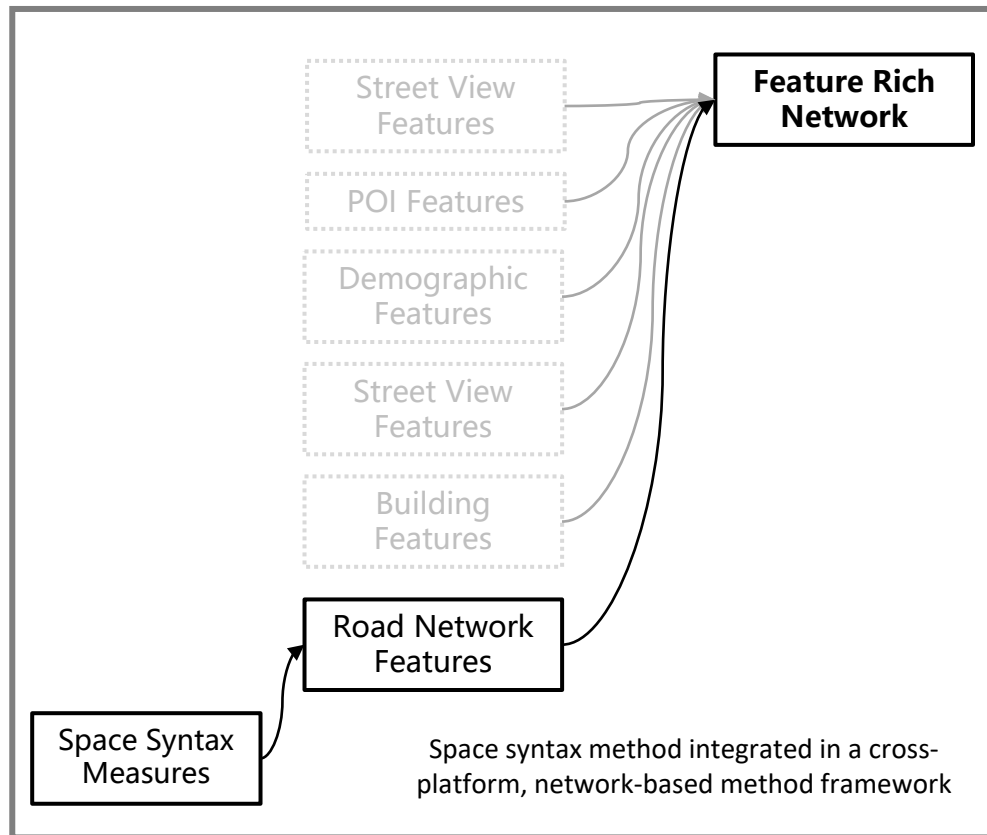 Street View
Features
Feature Rich
Network
POI Features
Demographic
Features
Street View
Features
Building
Features
Road Network
Features
Space Syntax
Measures
Space syntax method integrated in a cross-
platform, network-based method framework